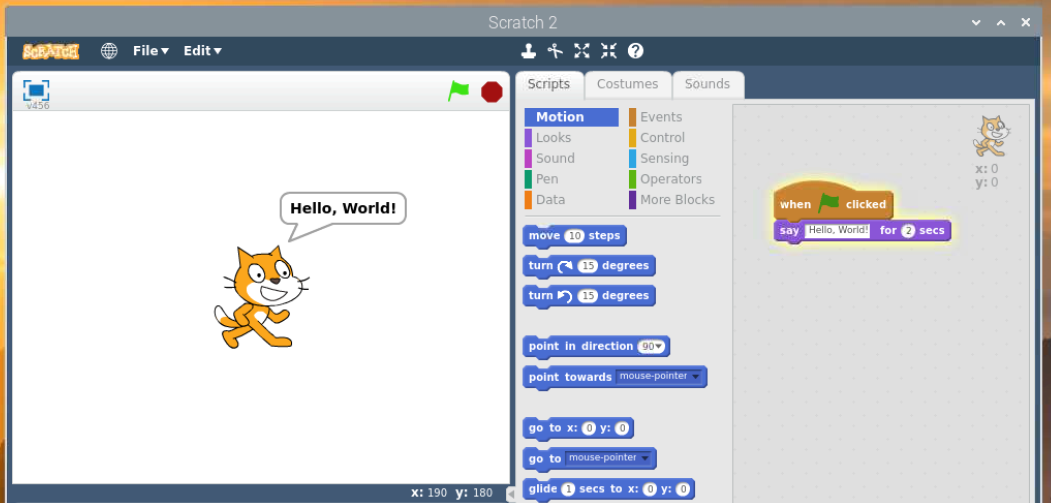 Scratch 2
SCRATCH File Edit
v456
Hello, World!
x: 190 y: 180
Scripts Costumes Sounds
Motion Events
Looks Control
Sound Sensing
Pen Operators
Data More Blocks
move 10 steps
turn 15 degrees
turn 15 degrees
point in direction 90
point towards mouse-pointer
go to x: 0 y: 0
go to mouse-pointer
glide 1 secs to x: 0 y: 0
x: 0
y: 0
when clicked
say Hello, World! for 2 secs